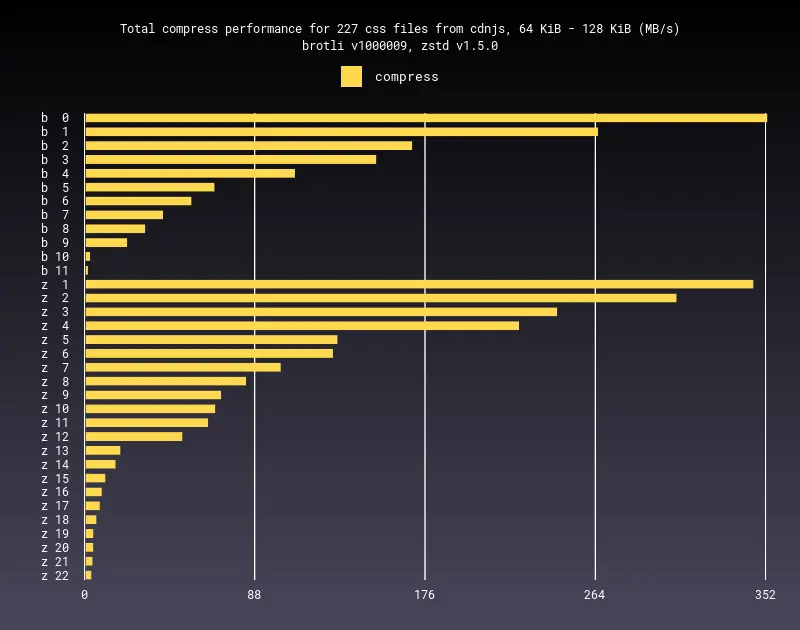 Total compress performance for 227 css files from cdnjs, 64 KiB - 128 KiB (MB/s)
brotli v1000009, zstd v1.5.0
compress
b 0
b 1
b 2
b 3
b 4
b 5
b 6
b 7
b 8
b 9
b 10
b 11
z 1
z 2
z 3
z 4
z 5
z 6
z 7
z 8
z 9
z 10
z 11
z 12
z 13
z 14
z 15
z 16
z 17
z 18
z 19
z 20
z 21
z 22
0 88 176 264 352